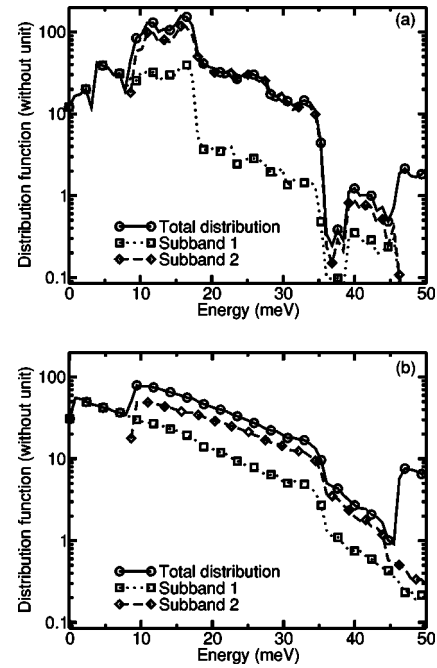 (a)
Distribution function (without unit)
100
10
1
0.1
Total distribution
Subband 1
Subband 2
0 10 20 30 40 50
Energy (meV)
(b)
Distribution function (without unit)
100
10
1
0.1
Total distribution
Subband 1
Subband 2
0 10 20 30 40 50
Energy (meV)